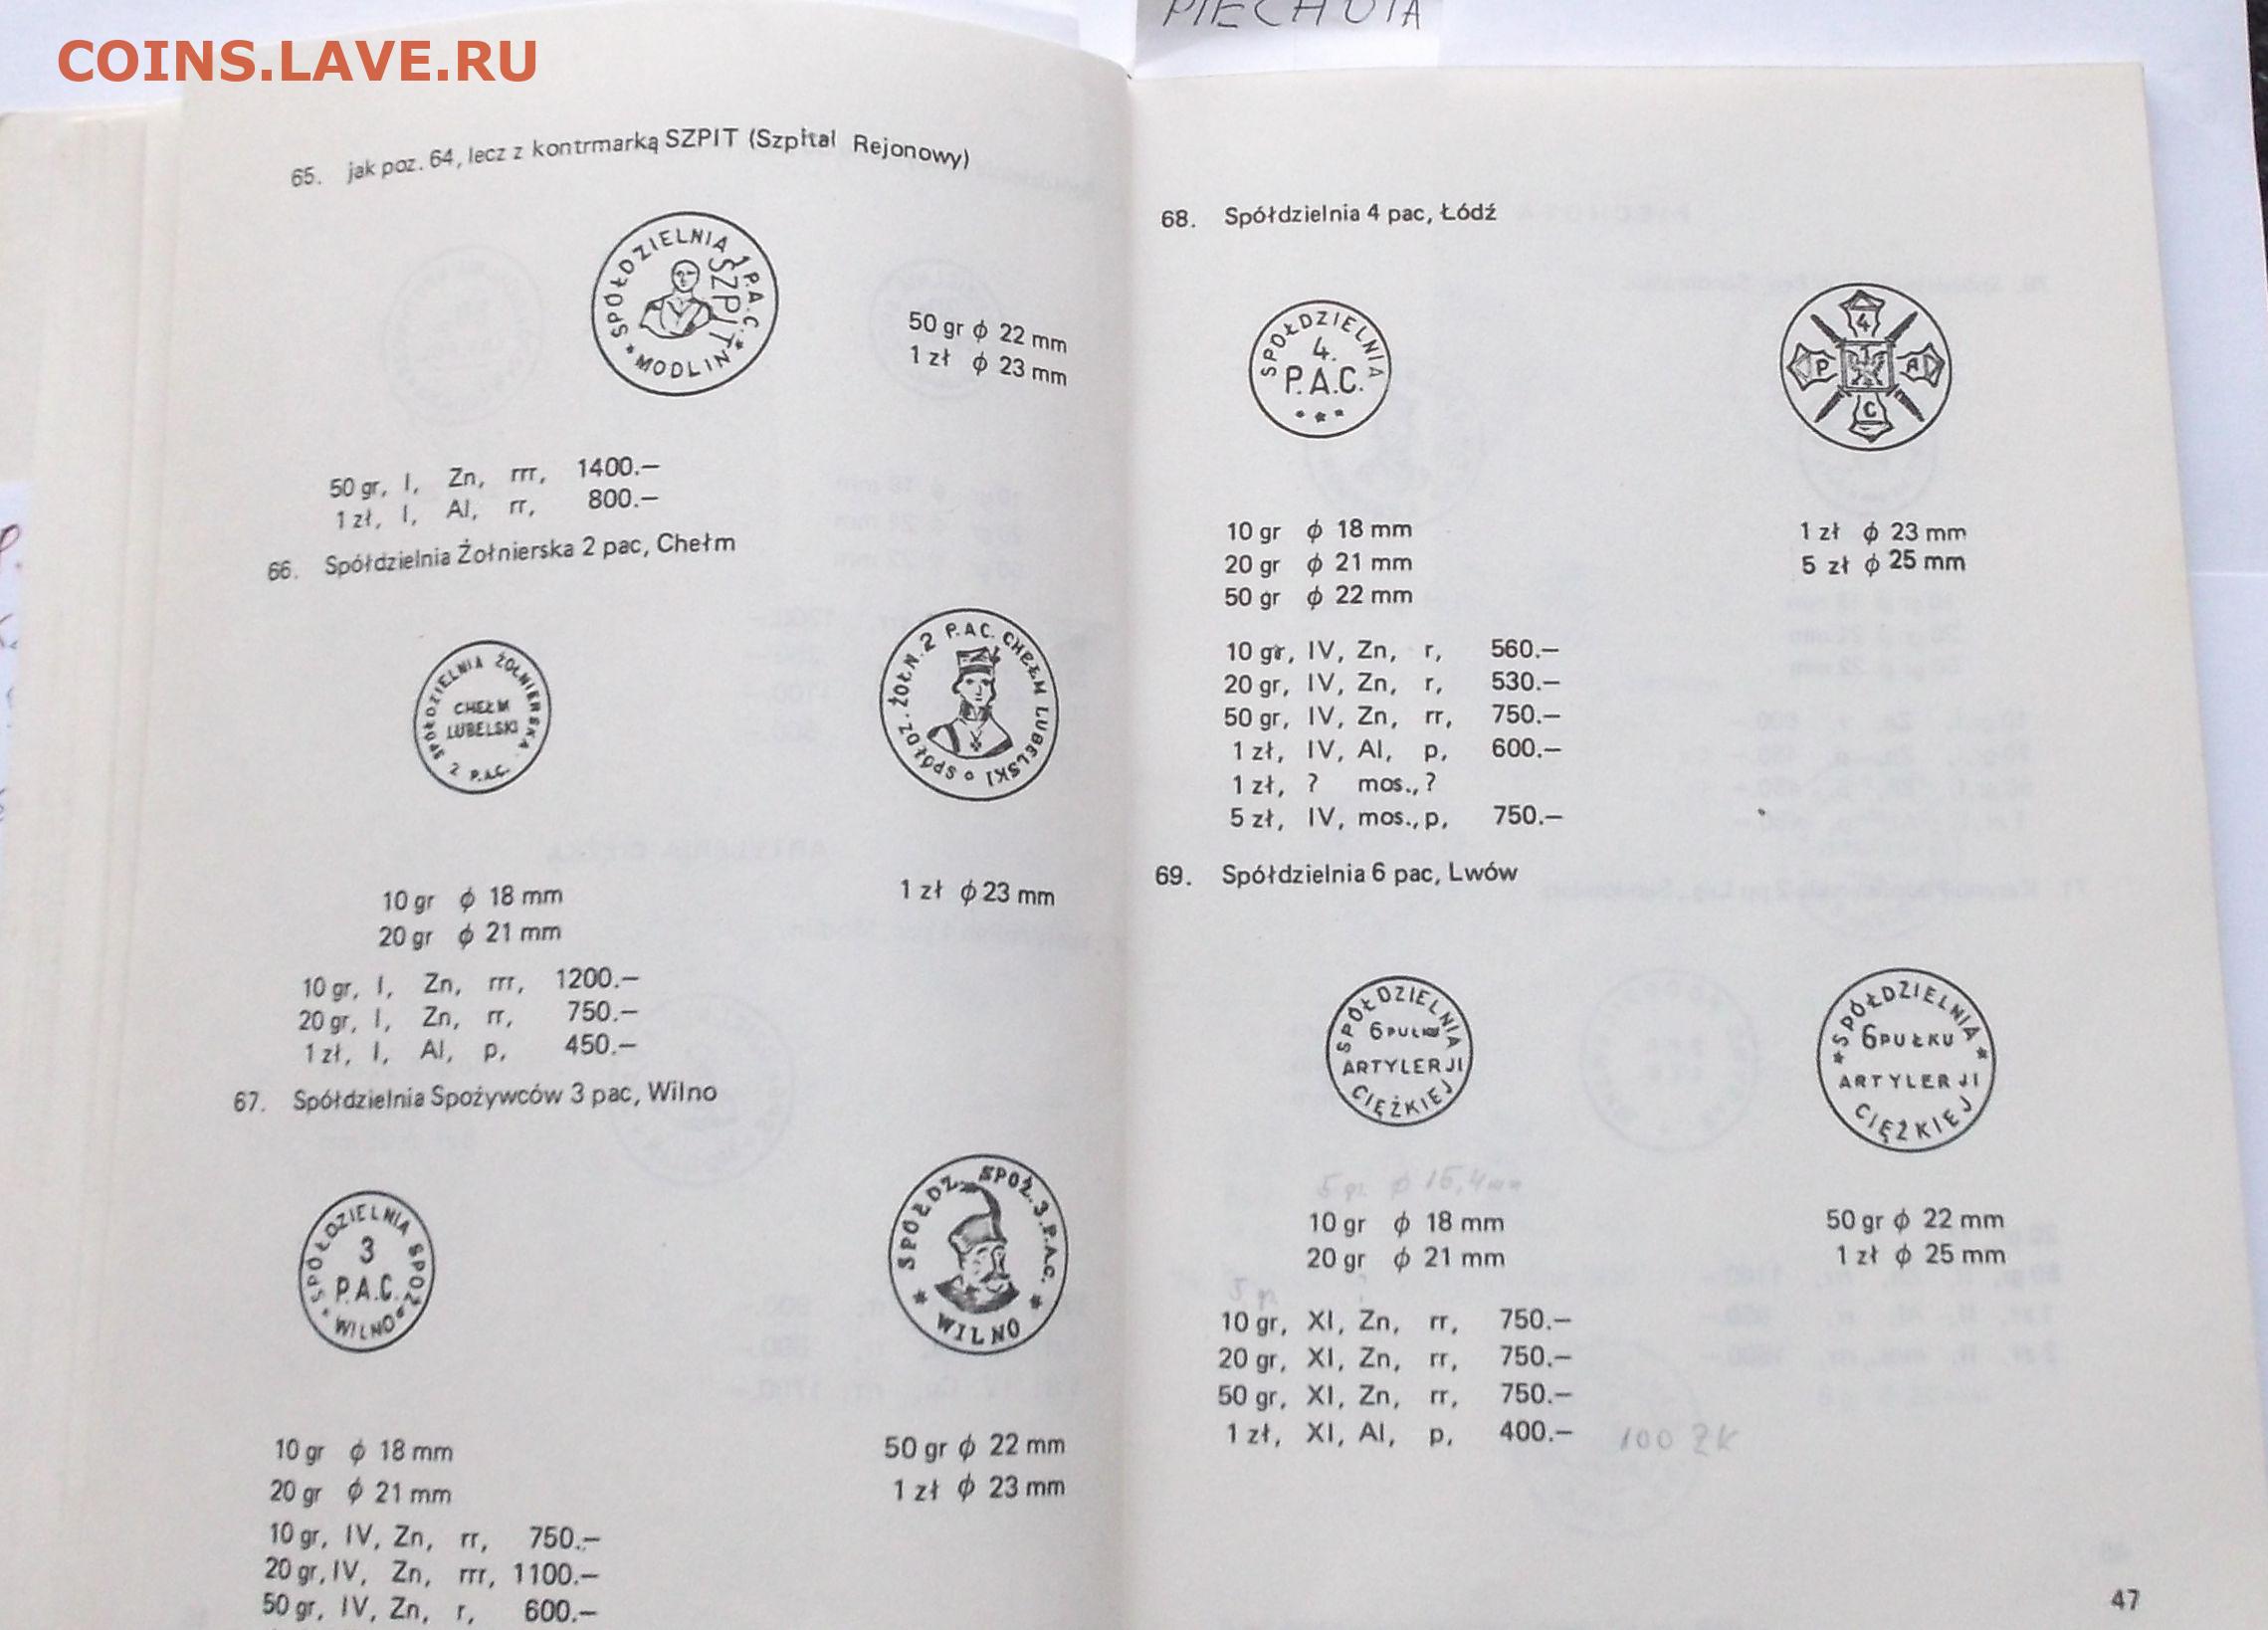 PIECHOTA
COINS.LAVE.RU
65. jak poz. 64, lecz z kontrmarką SZPIT (Szpital Rejonowy)
SPÓŁDZIELNIA 1 P.A.C. * MODLIN *
SZPIT
50 gr ϕ 22 mm
1 zł ϕ 23 mm
50 gr, I, Zn, rrr, 1400.—
1 zł, I, Al, rr, 800.—
66. Spółdzielnia Żołnierska 2 pac, Chełm
SPÓŁDZIELNIA ŻOŁNIERSKA
CHEŁM
LUBELSKI
2 P.A.C.
SPÓŁDZ. ŻOŁN. 2 P.AC. CHEŁM LUBELSKI
10 gr ϕ 18 mm
20 gr ϕ 21 mm
1 zł ϕ 23 mm
10 gr, I, Zn, rrr, 1200.—
20 gr, I, Zn, rr, 750.—
1 zł, I, Al, p, 450.—
67. Spółdzielnia Spożywców 3 pac, Wilno
SPÓŁDZIELNIA SPOŻ
3
P.A.C.
* WILNO *
SPÓŁDZ. SPOŻ. 3. P.A.C.
* WILNO *
10 gr ϕ 18 mm
20 gr ϕ 21 mm
50 gr ϕ 22 mm
1 zł ϕ 23 mm
10 gr, IV, Zn, rr, 750.—
20 gr, IV, Zn, rrr, 1100.—
50 gr, IV, Zn, r, 600.—
68. Spółdzielnia 4 pac, Łódź
SPÓŁDZIELNIA
4.
P.A.C.
* * *
4
P A
C
10 gr ϕ 18 mm
20 gr ϕ 21 mm
50 gr ϕ 22 mm
1 zł ϕ 23 mm
5 zł ϕ 25 mm
10 gr, IV, Zn, r, 560.—
20 gr, IV, Zn, r, 530.—
50 gr, IV, Zn, rr, 750.—
1 zł, IV, Al, p, 600.—
1 zł, ? mos., ?
5 zł, IV, mos., p, 750.—
69. Spółdzielnia 6 pac, Lwów
SPÓŁDZIELNIA
6 PUŁKU
ARTYLERJI
CIĘŻKIEJ
* SPÓŁDZIELNIA *
6 PUŁKU
ARTYLERJI
CIĘŻKIEJ
5 gr ϕ 15,4 mm
10 gr ϕ 18 mm
20 gr ϕ 21 mm
50 gr ϕ 22 mm
1 zł ϕ 25 mm
5 gr
10 gr, XI, Zn, rr, 750.—
20 gr, XI, Zn, rr, 750.—
50 gr, XI, Zn, rr, 750.—
1 zł, XI, Al, p, 400.— 100 ZK
47